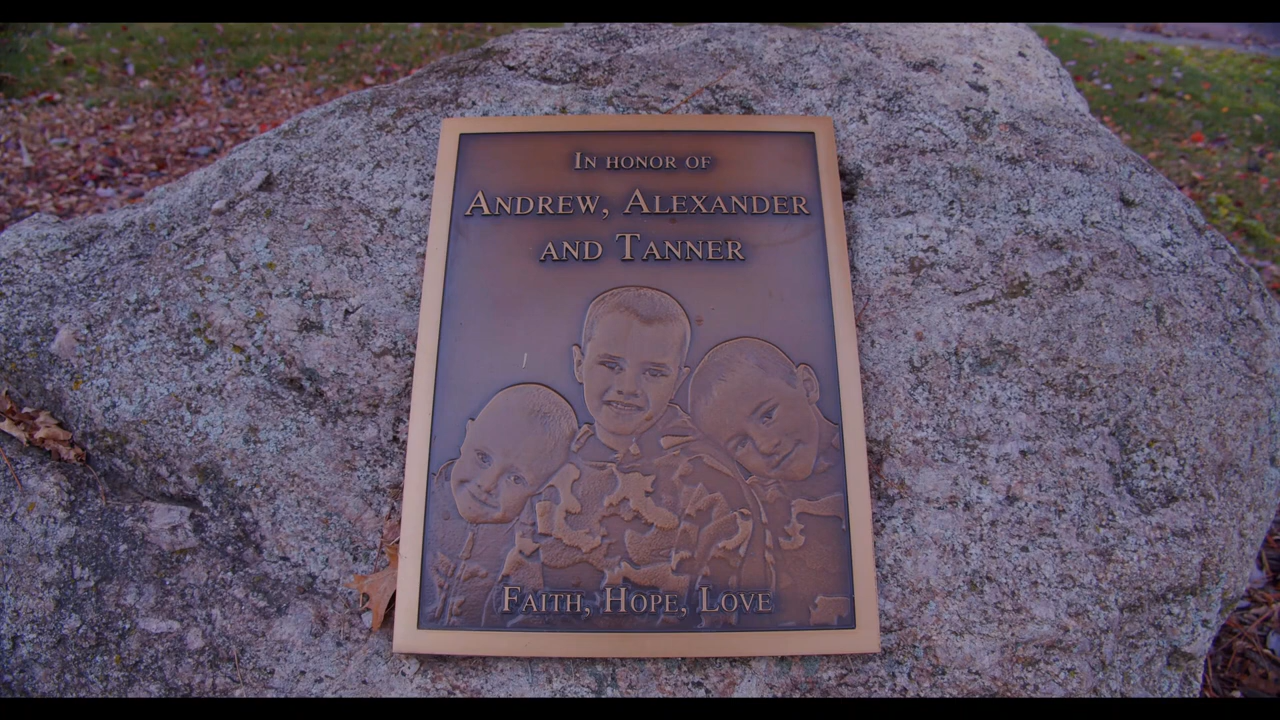 In honor of
Andrew, Alexander
and Tanner
Faith, Hope, Love